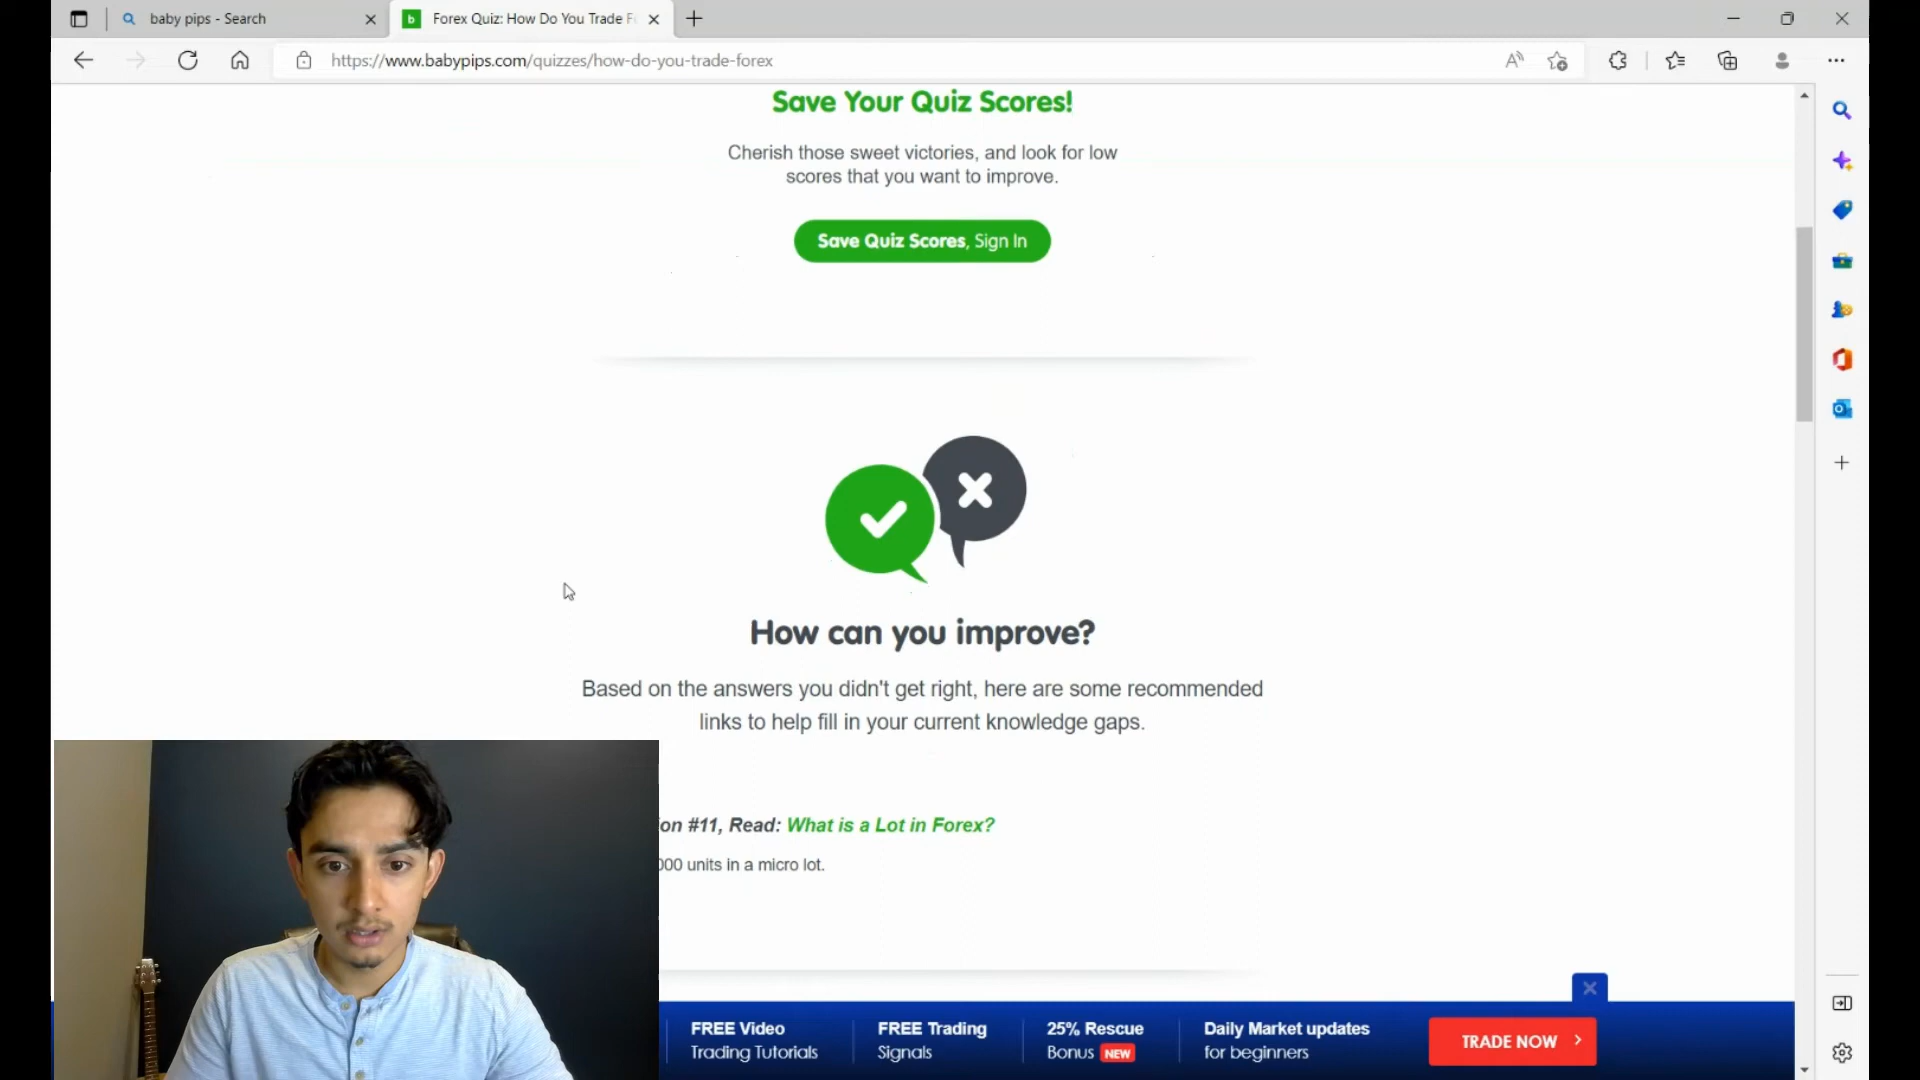 baby pips - Search
b Forex Quiz: How Do You Trade F
https://www.babypips.com/quizzes/how-do-you-trade-forex
Save Your Quiz Scores!
Cherish those sweet victories, and look for low
scores that you want to improve.
Save Quiz Scores, Sign In
How can you improve?
Based on the answers you didn't get right, here are some recommended
links to help fill in your current knowledge gaps.
on #11, Read: What is a Lot in Forex?
000 units in a micro lot.
FREE Video
Trading Tutorials
FREE Trading
Signals
25% Rescue
Bonus NEW
Daily Market updates
for beginners
TRADE NOW